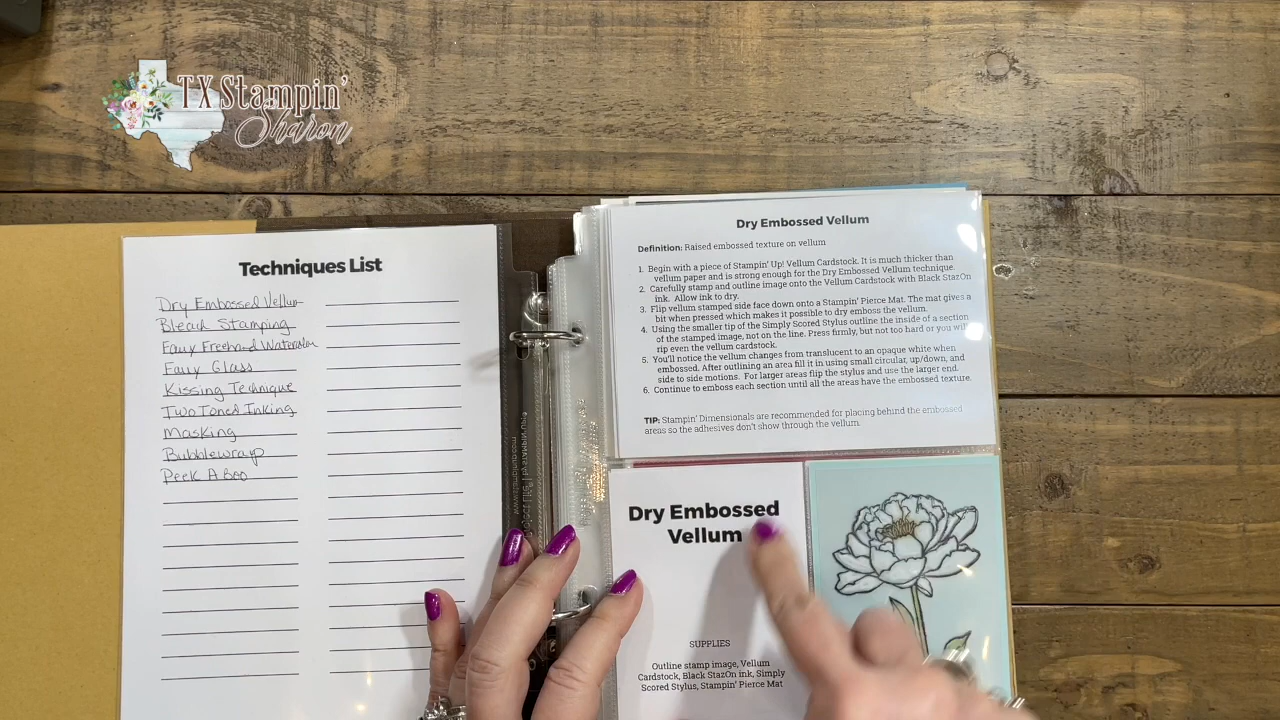 TX Stampin'
Sharon
Techniques List
Dry Embossed Vellum
Bleach Stamping
Faux Freehand Watercolor
Faux Glass
Kissing Technique
Two Toned Inking
Masking
Bubblewrap
Peek A Boo
Dry Embossed Vellum
Definition: Raised embossed texture on vellum
1. Begin with a piece of Stampin' Up! Vellum Cardstock. It is much thicker than
vellum paper and is strong enough for the Dry Embossed Vellum technique.
2. Carefully stamp and outline image onto the Vellum Cardstock with Black StazOn
ink. Allow ink to dry.
3. Flip vellum stamped side face down onto a Stampin' Pierce Mat. The mat gives a
bit when pressed which makes it possible to dry emboss the vellum.
4. Using the smaller tip of the Simply Scored Stylus outline the inside of a section
of the stamped image, not on the line. Press firmly, but not too hard or you will
rip even the vellum cardstock.
5. You'll notice the vellum changes from translucent to an opaque white when
embossed. After outlining an area fill it in using small circular, up/down, and
side to side motions. For larger areas flip the stylus and use the larger end.
6. Continue to emboss each section until all the areas have the embossed texture.
TIP: Stampin' Dimensionals are recommended for placing behind the embossed
areas so the adhesives don't show through the vellum.
Dry Embossed
Vellum
SUPPLIES
Outline stamp image, Vellum
Cardstock, Black StazOn ink, Simply
Scored Stylus, Stampin' Pierce Mat